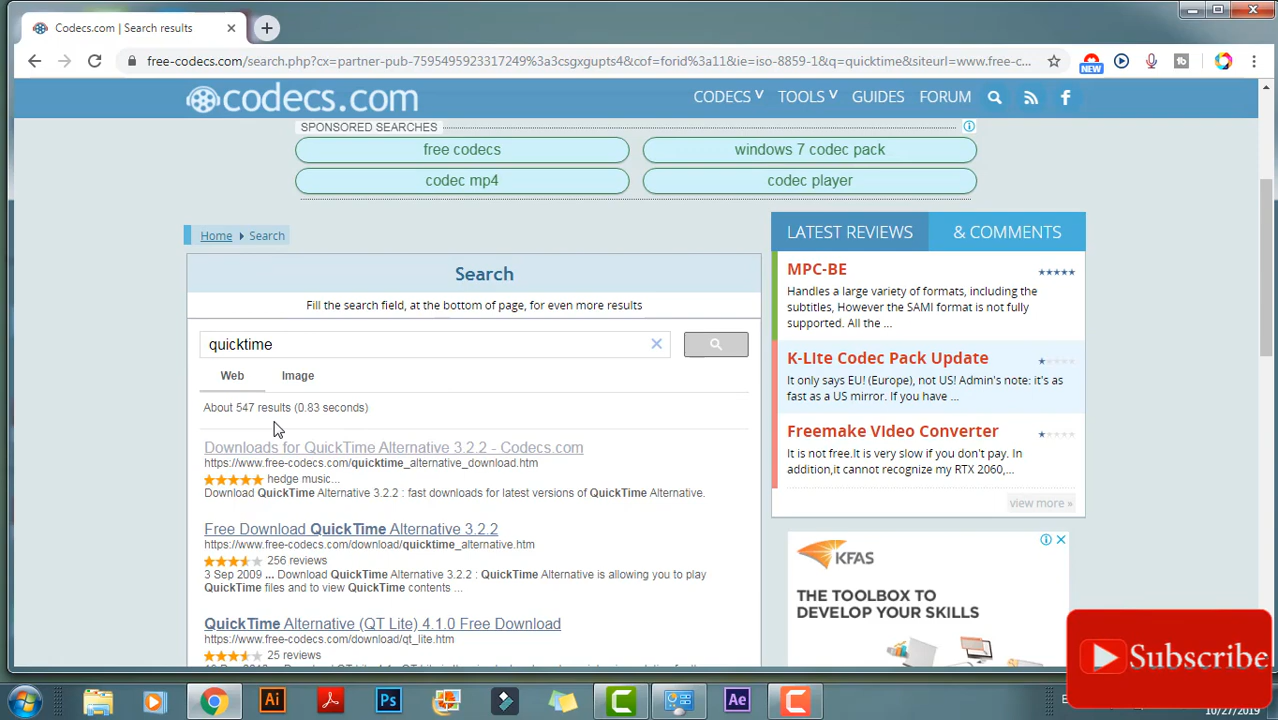 Codecs.com | Search results
free-codecs.com/search.php?cx=partner-pub-7595495923317249%3a3csgxgupt4&cof=forid%3a11&ie=iso-8859-1&q=quicktime&siteurl=www.free-c...
NEW
codecs.com
CODECS TOOLS GUIDES FORUM
SPONSORED SEARCHES
free codecs
windows 7 codec pack
codec mp4
codec player
Home Search
LATEST REVIEWS & COMMENTS
Search
Fill the search field, at the bottom of page, for even more results
quicktime
Web Image
About 547 results (0.83 seconds)
Downloads for QuickTime Alternative 3.2.2 - Codecs.com
https://www.free-codecs.com/quicktime_alternative_download.htm
hedge music...
Download QuickTime Alternative 3.2.2 : fast downloads for latest versions of QuickTime Alternative.
Free Download QuickTime Alternative 3.2.2
https://www.free-codecs.com/download/quicktime_alternative.htm
256 reviews
3 Sep 2009 ... Download QuickTime Alternative 3.2.2 : QuickTime Alternative is allowing you to play
QuickTime files and to view QuickTime contents ...
QuickTime Alternative (QT Lite) 4.1.0 Free Download
https://www.free-codecs.com/download/qt_lite.htm
25 reviews
MPC-BE
Handles a large variety of formats, including the
subtitles, However the SAMI format is not fully
supported. All the ...
K-LIte Codec Pack Update
It only says EU! (Europe), not US! Admin's note: it's as
fast as a US mirror. If you have ...
Freemake VIdeo Converter
It is not free.It is very slow if you don't pay. In
addition,it cannot recognize my RTX 2060,...
view more »
KFAS
THE TOOLBOX TO
DEVELOP YOUR SKILLS
Subscribe
Ai Ps Ae
10/27/2019